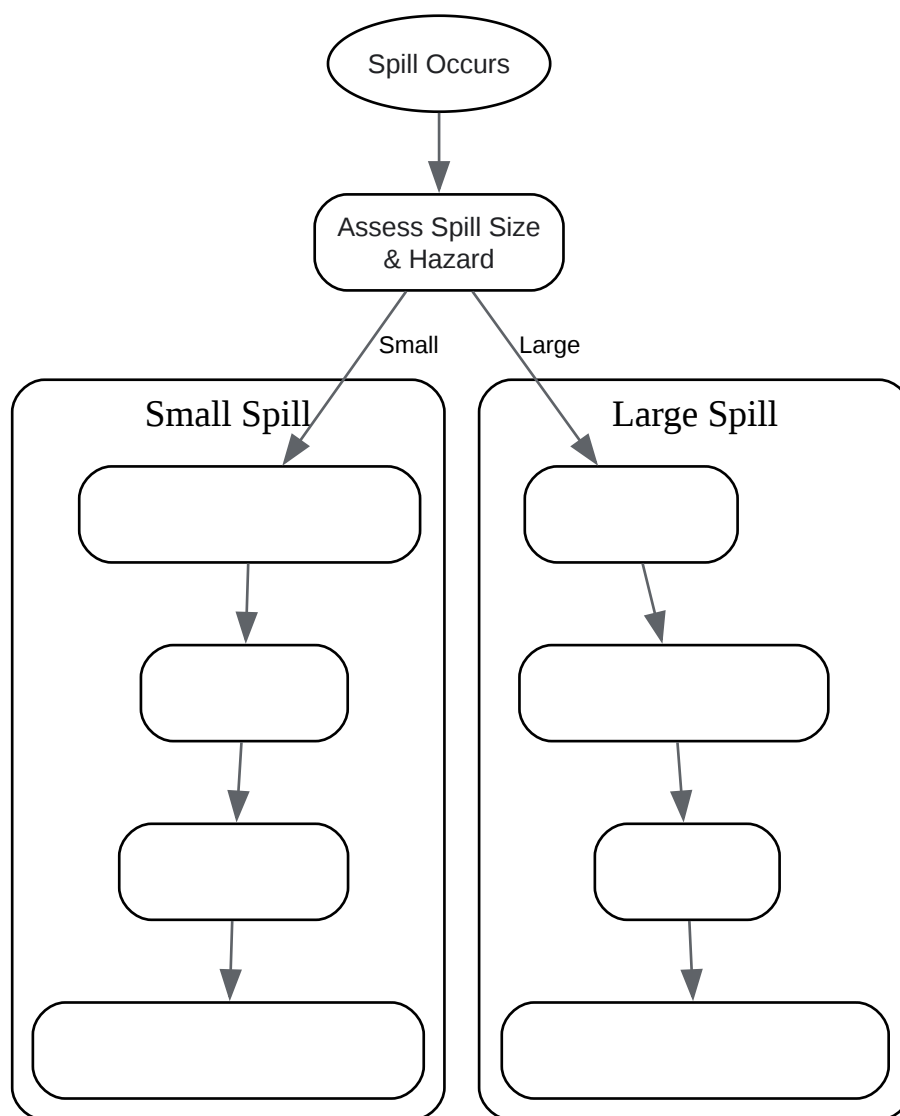 Spill Occurs
Assess Spill Size
& Hazard
Small
Large
Small Spill
Large Spill